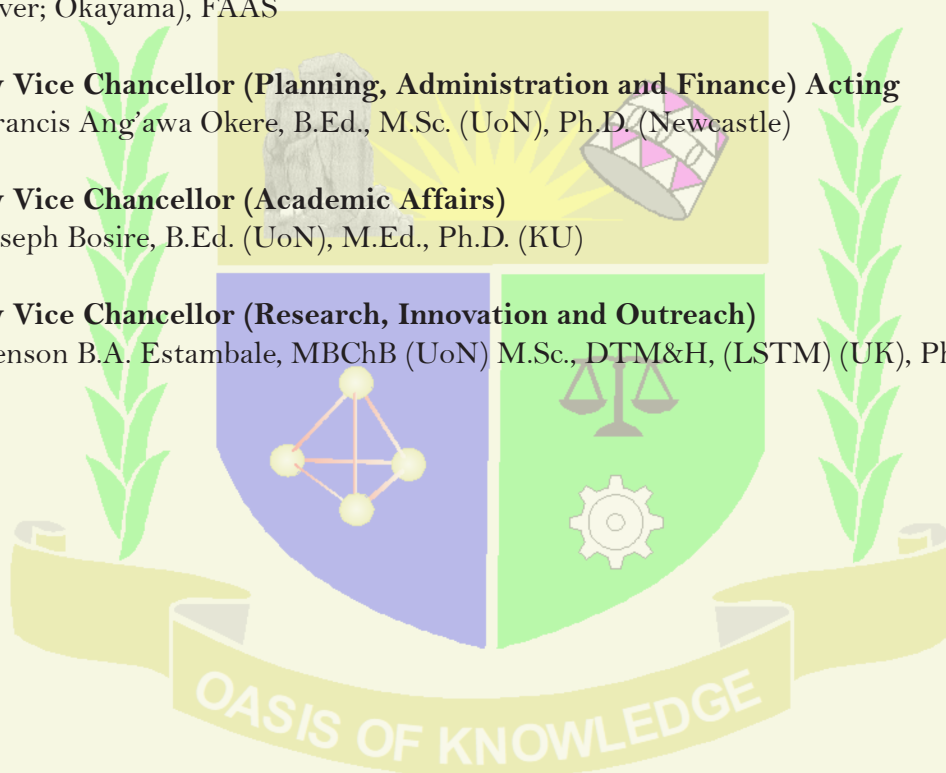 ver; Okayama), FAAS
y Vice Chancellor (Planning, Administration and Finance) Acting
rancis Ang’awa Okere, B.Ed., M.Sc. (UoN), Ph.D. (Newcastle)
y Vice Chancellor (Academic Affairs)
seph Bosire, B.Ed. (UoN), M.Ed., Ph.D. (KU)
y Vice Chancellor (Research, Innovation and Outreach)
enson B.A. Estambale, MBChB (UoN) M.Sc., DTM&H, (LSTM) (UK), Ph
OASIS OF KNOWLEDGE